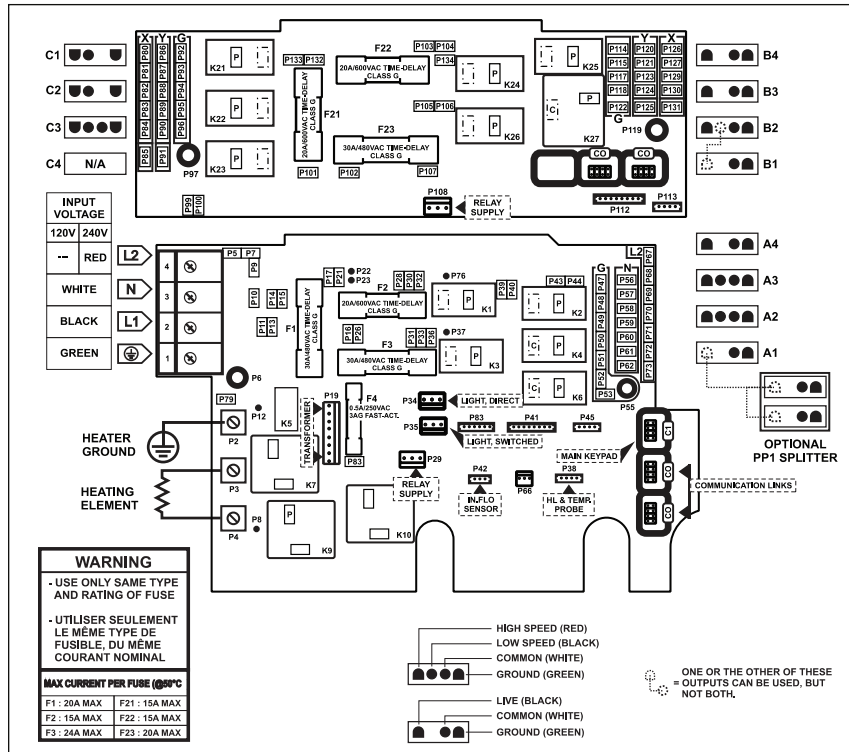 C1
C2
C3
C4
N/A
X
Y
G
P80
P81
P82
P83
P84
P85
P86
P87
P88
P89
P90
P91
P92
P93
P94
P95
P96
P97
P99
P100
K21
K22
K23
P133
P132
F21
20A/600VAC TIME-DELAY
CLASS G
P101
F22
20A/600VAC TIME-DELAY
CLASS G
P103
P104
P134
P105
P106
F23
30A/480VAC TIME-DELAY
CLASS G
P102
P107
K24
K25
K26
K27
P
C
P114
P115
P117
P118
P122
G
Y
P120
P121
P123
P124
P125
X
P126
P127
P129
P130
P131
P119
CO
CO
P108
RELAY
SUPPLY
P112
P113
B4
B3
B2
B1
A4
A3
A2
A1
INPUT
VOLTAGE
120V
240V
---
RED
L2
WHITE
N
BLACK
L1
GREEN
4
3
2
1
P5
P7
P9
P10
P14
P15
P11
P13
P17
P21
P22
P23
F1
30A/480VAC TIME-DELAY
CLASS G
P28
P30
P32
F2
20A/600VAC TIME-DELAY
CLASS G
P16
P26
P31
P33
P36
F3
30A/480VAC TIME-DELAY
CLASS G
P76
K1
P37
K3
P39
P40
P43
P44
K2
K4
K6
G
N
P47
P48
P49
P50
P51
P52
P53
P56
P57
P58
P59
P60
P61
P62
P55
L2
P67
P68
P69
P70
P71
P72
P73
P6
P79
P12
P2
P3
P4
P8
K5
K7
K9
K10
TRANSFORMER
P19
F4
0.5A/250VAC
3AG FAST-ACT.
P83
P34
LIGHT, DIRECT
P35
LIGHT, SWITCHED
P29
RELAY
SUPPLY
P83
P41
P45
P42
IN.FLO
SENSOR
P66
P38
HL & TEMP.
PROBE
MAIN KEYPAD
C1
CO
CO
COMMUNICATION LINKS
OPTIONAL
PP1 SPLITTER
HEATER
GROUND
HEATING
ELEMENT
WARNING
- USE ONLY SAME TYPE
AND RATING OF FUSE
- UTILISER SEULEMENT
LE MÊME TYPE DE
FUSIBLE, DU MÊME
COURANT NOMINAL
MAX CURRENT PER FUSE (@50°C
F1 : 20A MAX
F21 : 15A MAX
F2 : 15A MAX
F22 : 15A MAX
F3 : 24A MAX
F23 : 20A MAX
HIGH SPEED (RED)
LOW SPEED (BLACK)
COMMON (WHITE)
GROUND (GREEN)
LIVE (BLACK)
COMMON (WHITE)
GROUND (GREEN)
ONE OR THE OTHER OF THESE
= OUTPUTS CAN BE USED, BUT
NOT BOTH.